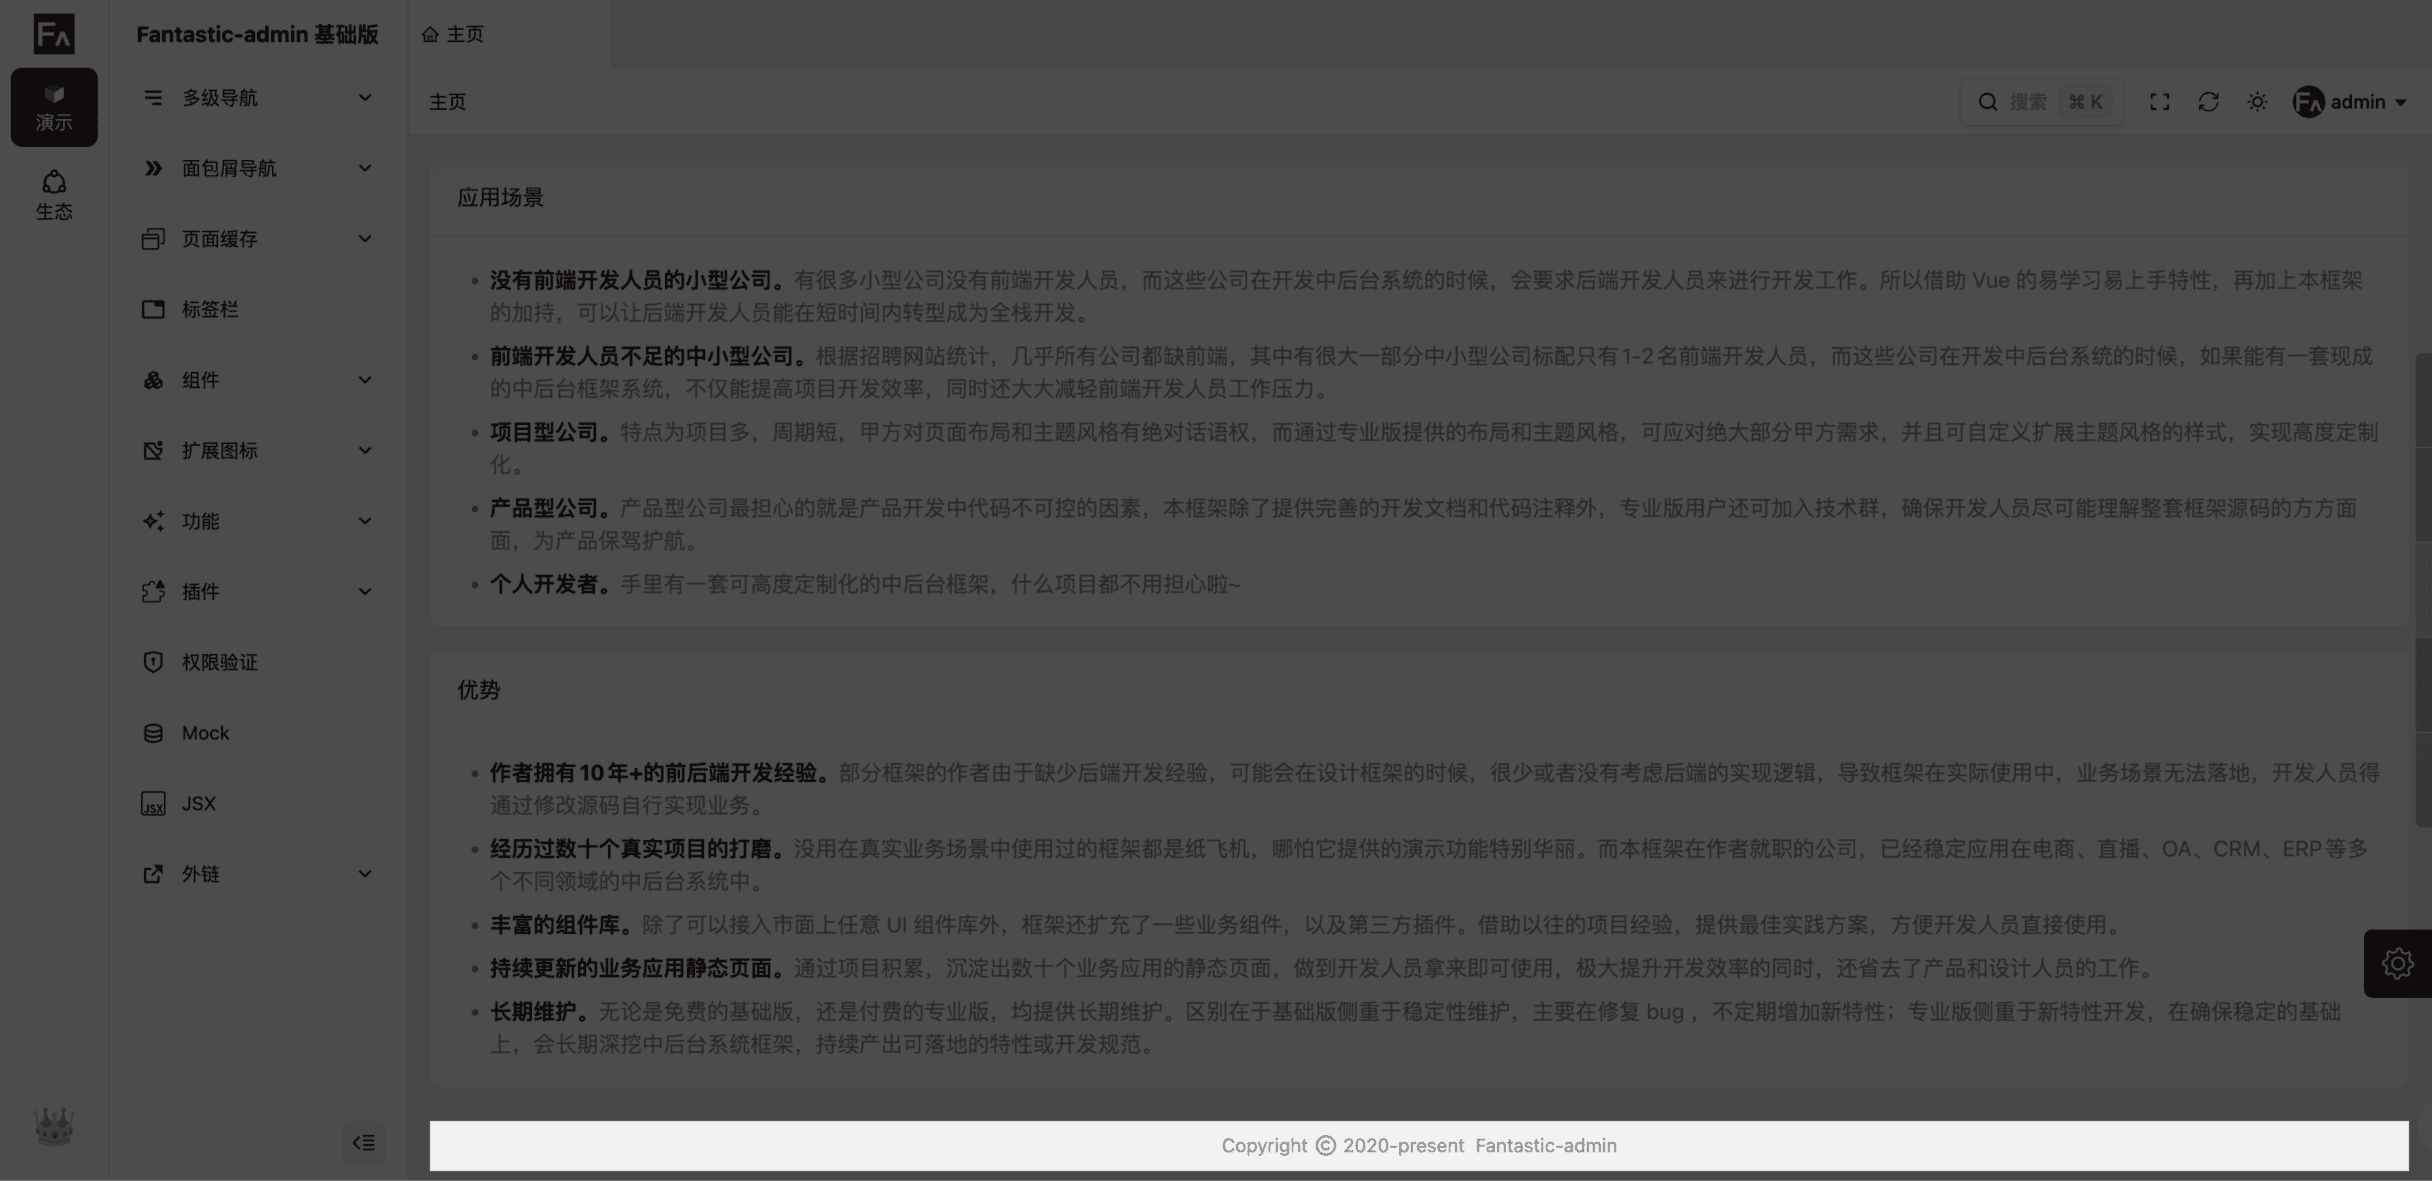 Fantastic-admin 基础版
主页
演示
生态
多级导航
面包屑导航
页面缓存
标签栏
组件
扩展图标
功能
插件
权限验证
Mock
JSX
外链
主页
搜索 ⌘ K
admin
应用场景
没有前端开发人员的小型公司。有很多小型公司没有前端开发人员，而这些公司在开发中后台系统的时候，会要求后端开发人员来进行开发工作。所以借助 Vue 的易学习易上手特性，再加上本框架
的加持，可以让后端开发人员能在短时间内转型成为全栈开发。
前端开发人员不足的中小型公司。根据招聘网站统计，几乎所有公司都缺前端，其中有很大一部分中小型公司标配只有1-2名前端开发人员，而这些公司在开发中后台系统的时候，如果能有一套现成
的中后台框架系统，不仅能提高项目开发效率，同时还大大减轻前端开发人员工作压力。
项目型公司。特点为项目多，周期短，甲方对页面布局和主题风格有绝对话语权，而通过专业版提供的布局和主题风格，可应对绝大部分甲方需求，并且可自定义扩展主题风格的样式，实现高度定制
化。
产品型公司。产品型公司最担心的就是产品开发中代码不可控的因素，本框架除了提供完善的开发文档和代码注释外，专业版用户还可加入技术群，确保开发人员尽可能理解整套框架源码的方方面
面，为产品保驾护航。
个人开发者。手里有一套可高度定制化的中后台框架，什么项目都不用担心啦~
优势
作者拥有10年+的前后端开发经验。部分框架的作者由于缺少后端开发经验，可能会在设计框架的时候，很少或者没有考虑后端的实现逻辑，导致框架在实际使用中，业务场景无法落地，开发人员得
通过修改源码自行实现业务。
经历过数十个真实项目的打磨。没用在真实业务场景中使用过的框架都是纸飞机，哪怕它提供的演示功能特别华丽。而本框架在作者就职的公司，已经稳定应用在电商、直播、OA、CRM、ERP等多
个不同领域的中后台系统中。
丰富的组件库。除了可以接入市面上任意 UI 组件库外，框架还扩充了一些业务组件，以及第三方插件。借助以往的项目经验，提供最佳实践方案，方便开发人员直接使用。
持续更新的业务应用静态页面。通过项目积累，沉淀出数十个业务应用的静态页面，做到开发人员拿来即可使用，极大提升开发效率的同时，还省去了产品和设计人员的工作。
长期维护。无论是免费的基础版，还是付费的专业版，均提供长期维护。区别在于基础版侧重于稳定性维护，主要在修复 bug ，不定期增加新特性；专业版侧重于新特性开发，在确保稳定的基础
上，会长期深挖中后台系统框架，持续产出可落地的特性或开发规范。
Copyright © 2020-present Fantastic-admin